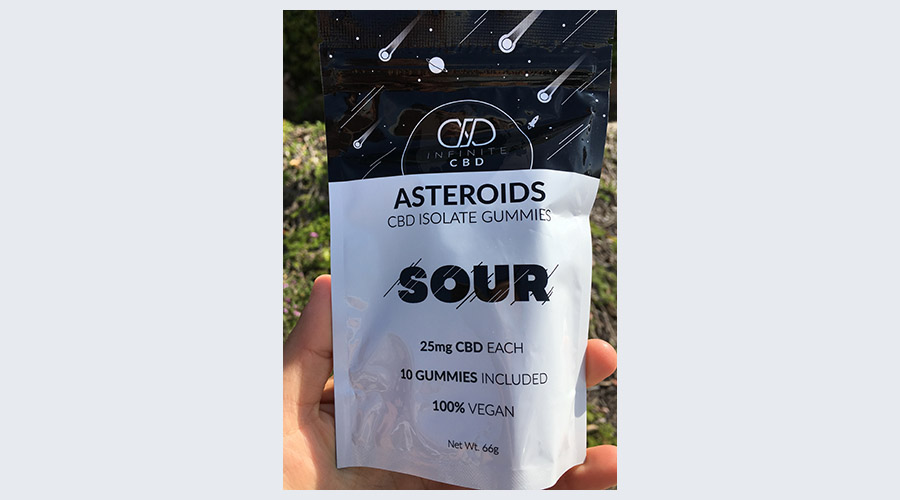 INFINITE
CBD
ASTEROIDS
CBD ISOLATE GUMMIES
SOUR
25mg CBD EACH
10 GUMMIES INCLUDED
100% VEGAN
Net Wt. 66g